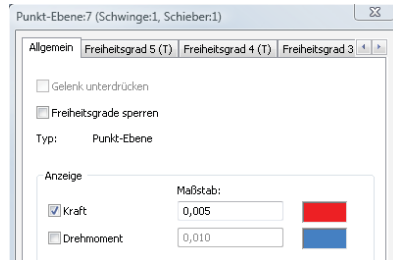 Punkt-Ebene:7 (Schwinge:1, Schieber:1)
Allgemein Freiheitsgrad 5 (T) Freiheitsgrad 4 (T) Freiheitsgrad 3
Gelenk unterdrücken
Freiheitsgrade sperren
Typ: Punkt-Ebene
Anzeige
Maßstab:
Kraft 0,005
Drehmoment 0,010